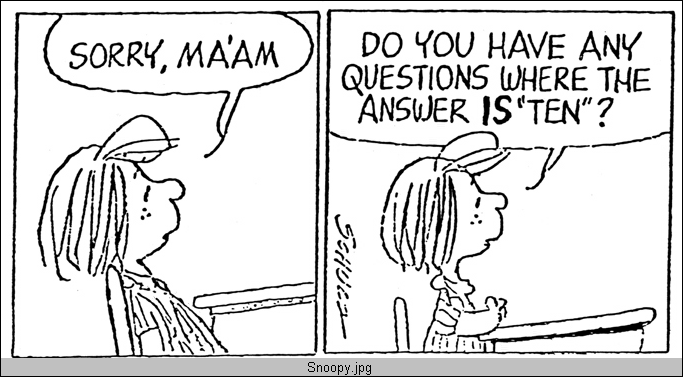 SORRY, MA'AM
DO YOU HAVE ANY
QUESTIONS WHERE THE
ANSWER IS "TEN"?
SCHULZ
Snoopy.jpg